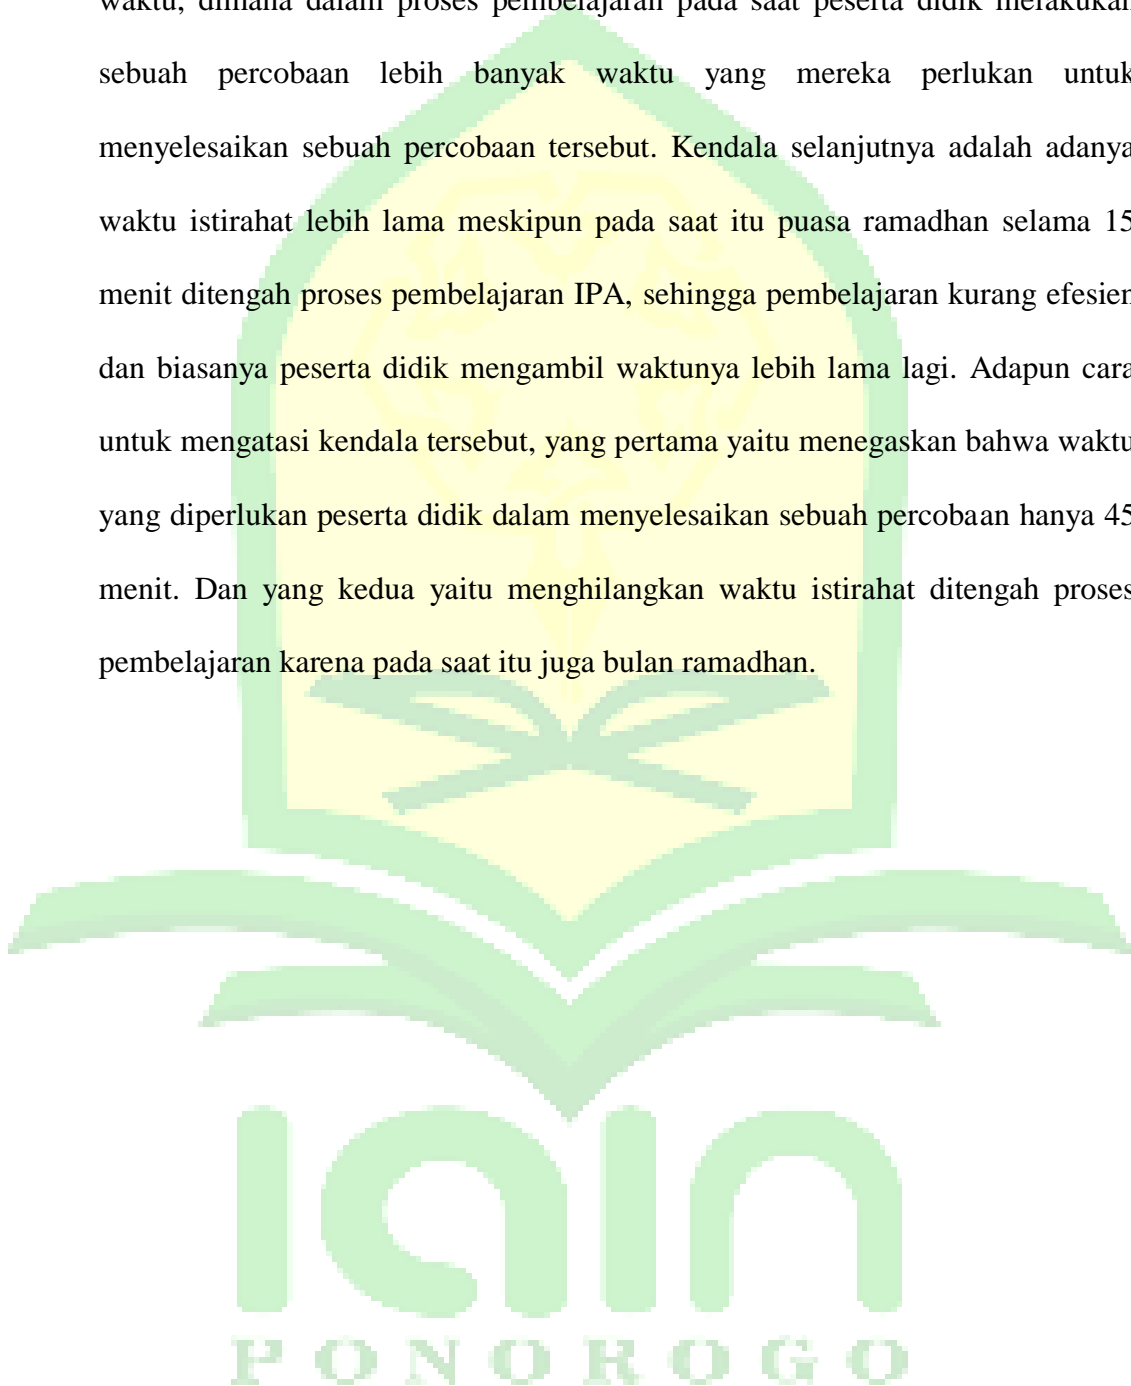 waktu, dimana dalam proses pembelajaran pada saat peserta didik melakukan
sebuah percobaan lebih banyak waktu yang mereka perlukan untuk
menyelesaikan sebuah percobaan tersebut. Kendala selanjutnya adalah adanya
waktu istirahat lebih lama meskipun pada saat itu puasa ramadhan selama 15
menit ditengah proses pembelajaran IPA, sehingga pembelajaran kurang efesien
dan biasanya peserta didik mengambil waktunya lebih lama lagi. Adapun cara
untuk mengatasi kendala tersebut, yang pertama yaitu menegaskan bahwa waktu
yang diperlukan peserta didik dalam menyelesaikan sebuah percobaan hanya 45
menit. Dan yang kedua yaitu menghilangkan waktu istirahat ditengah proses
pembelajaran karena pada saat itu juga bulan ramadhan.
iain
PONOROGO